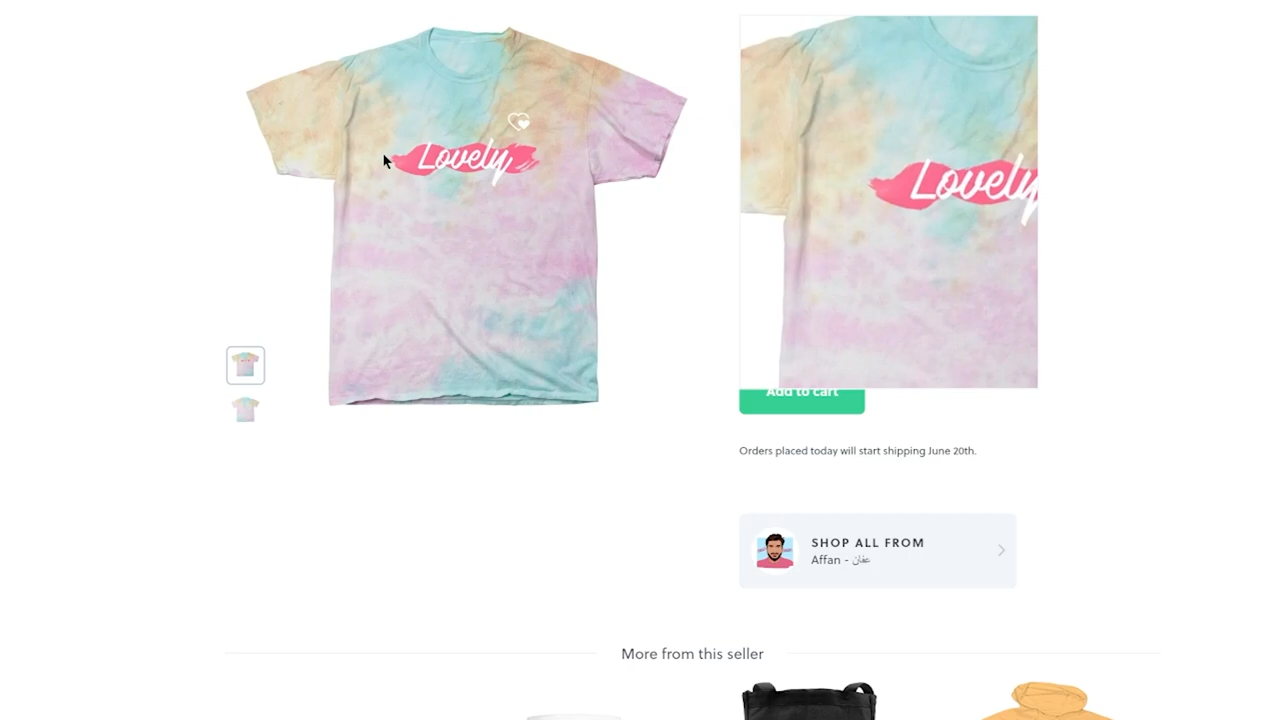 Lovely
Lovely
Add to cart
Orders placed today will start shipping June 20th.
SHOP ALL FROM
Affan - عفان
More from this seller